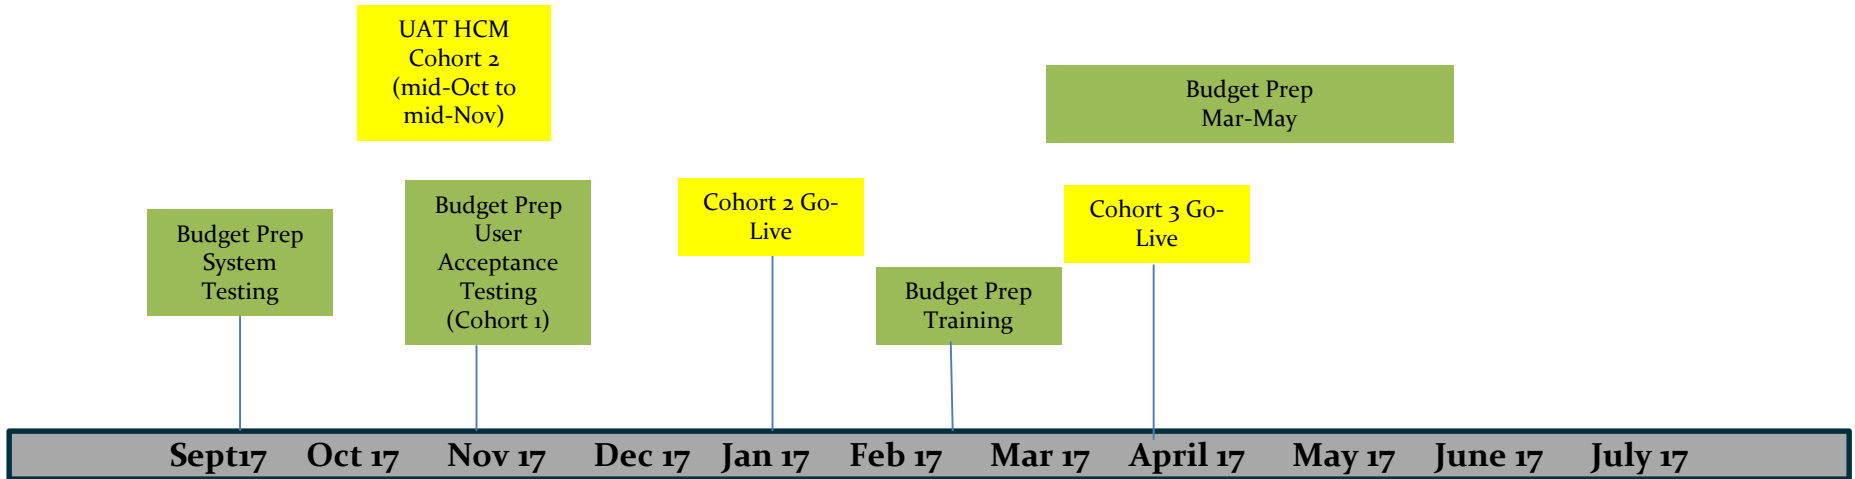 UAT HCM
Cohort 2
(mid-Oct to
mid-Nov)
Budget Prep
Mar-May
Budget Prep
System
Testing
Budget Prep
User
Acceptance
Testing
(Cohort 1)
Cohort 2 Go-
Live
Budget Prep
Training
Cohort 3 Go-
Live
Sept17 Oct 17 Nov 17 Dec 17 Jan 17 Feb 17 Mar 17 April 17 May 17 June 17 July 17